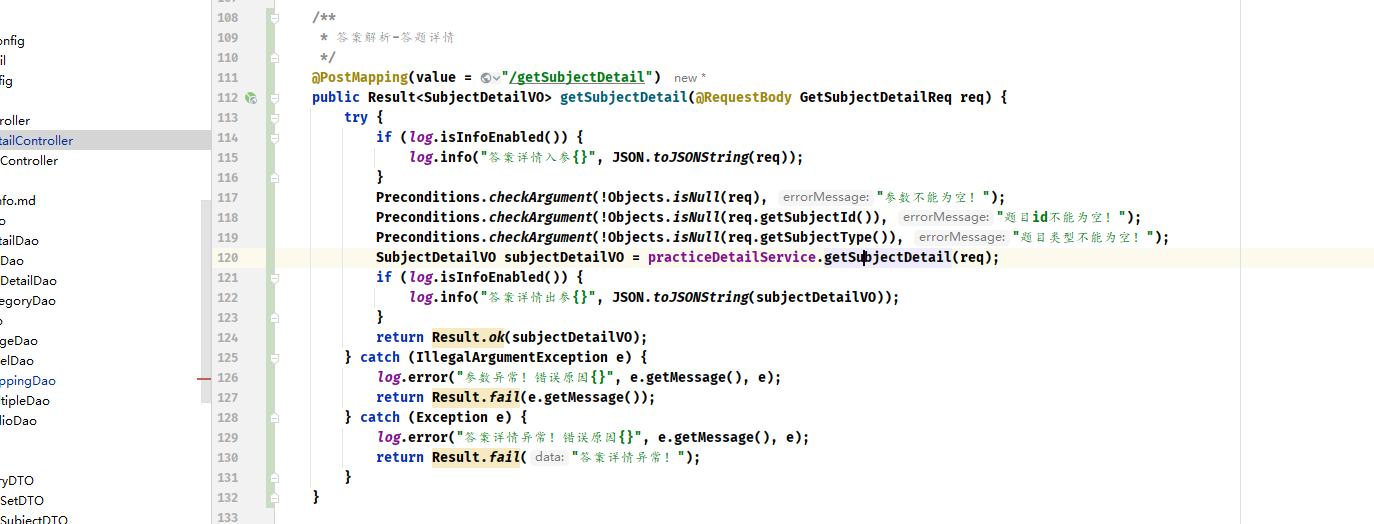 onfig
il
fig
roller
tailController
Controller
nfo.md
o
tailDao
Dao
DetailDao
egoryDao
o
geDao
elDao
ppingDao
ltipleDao
dioDao
ryDTO
SetDTO
SubjectDTO
108 /**
109 * 答案解析-答题详情
110 */
111 @PostMapping(value = "/getSubjectDetail") new *
112 public Result<SubjectDetailVO> getSubjectDetail(@RequestBody GetSubjectDetailReq req) {
113 try {
114 if (log.isInfoEnabled()) {
115 log.info("答案详情入参{}", JSON.toJSONString(req));
116 }
117 Preconditions.checkArgument(!Objects.isNull(req), errorMessage: "参数不能为空！");
118 Preconditions.checkArgument(!Objects.isNull(req.getSubjectId()), errorMessage: "题目id不能为空！");
119 Preconditions.checkArgument(!Objects.isNull(req.getSubjectType()), errorMessage: "题目类型不能为空！");
120 SubjectDetailVO subjectDetailVO = practiceDetailService.getSubjectDetail(req);
121 if (log.isInfoEnabled()) {
122 log.info("答案详情出参{}", JSON.toJSONString(subjectDetailVO));
123 }
124 return Result.ok(subjectDetailVO);
125 } catch (IllegalArgumentException e) {
126 log.error("参数异常！错误原因{}", e.getMessage(), e);
127 return Result.fail(e.getMessage());
128 } catch (Exception e) {
129 log.error("答案详情异常！错误原因{}", e.getMessage(), e);
130 return Result.fail( data: "答案详情异常！");
131 }
132 }
133